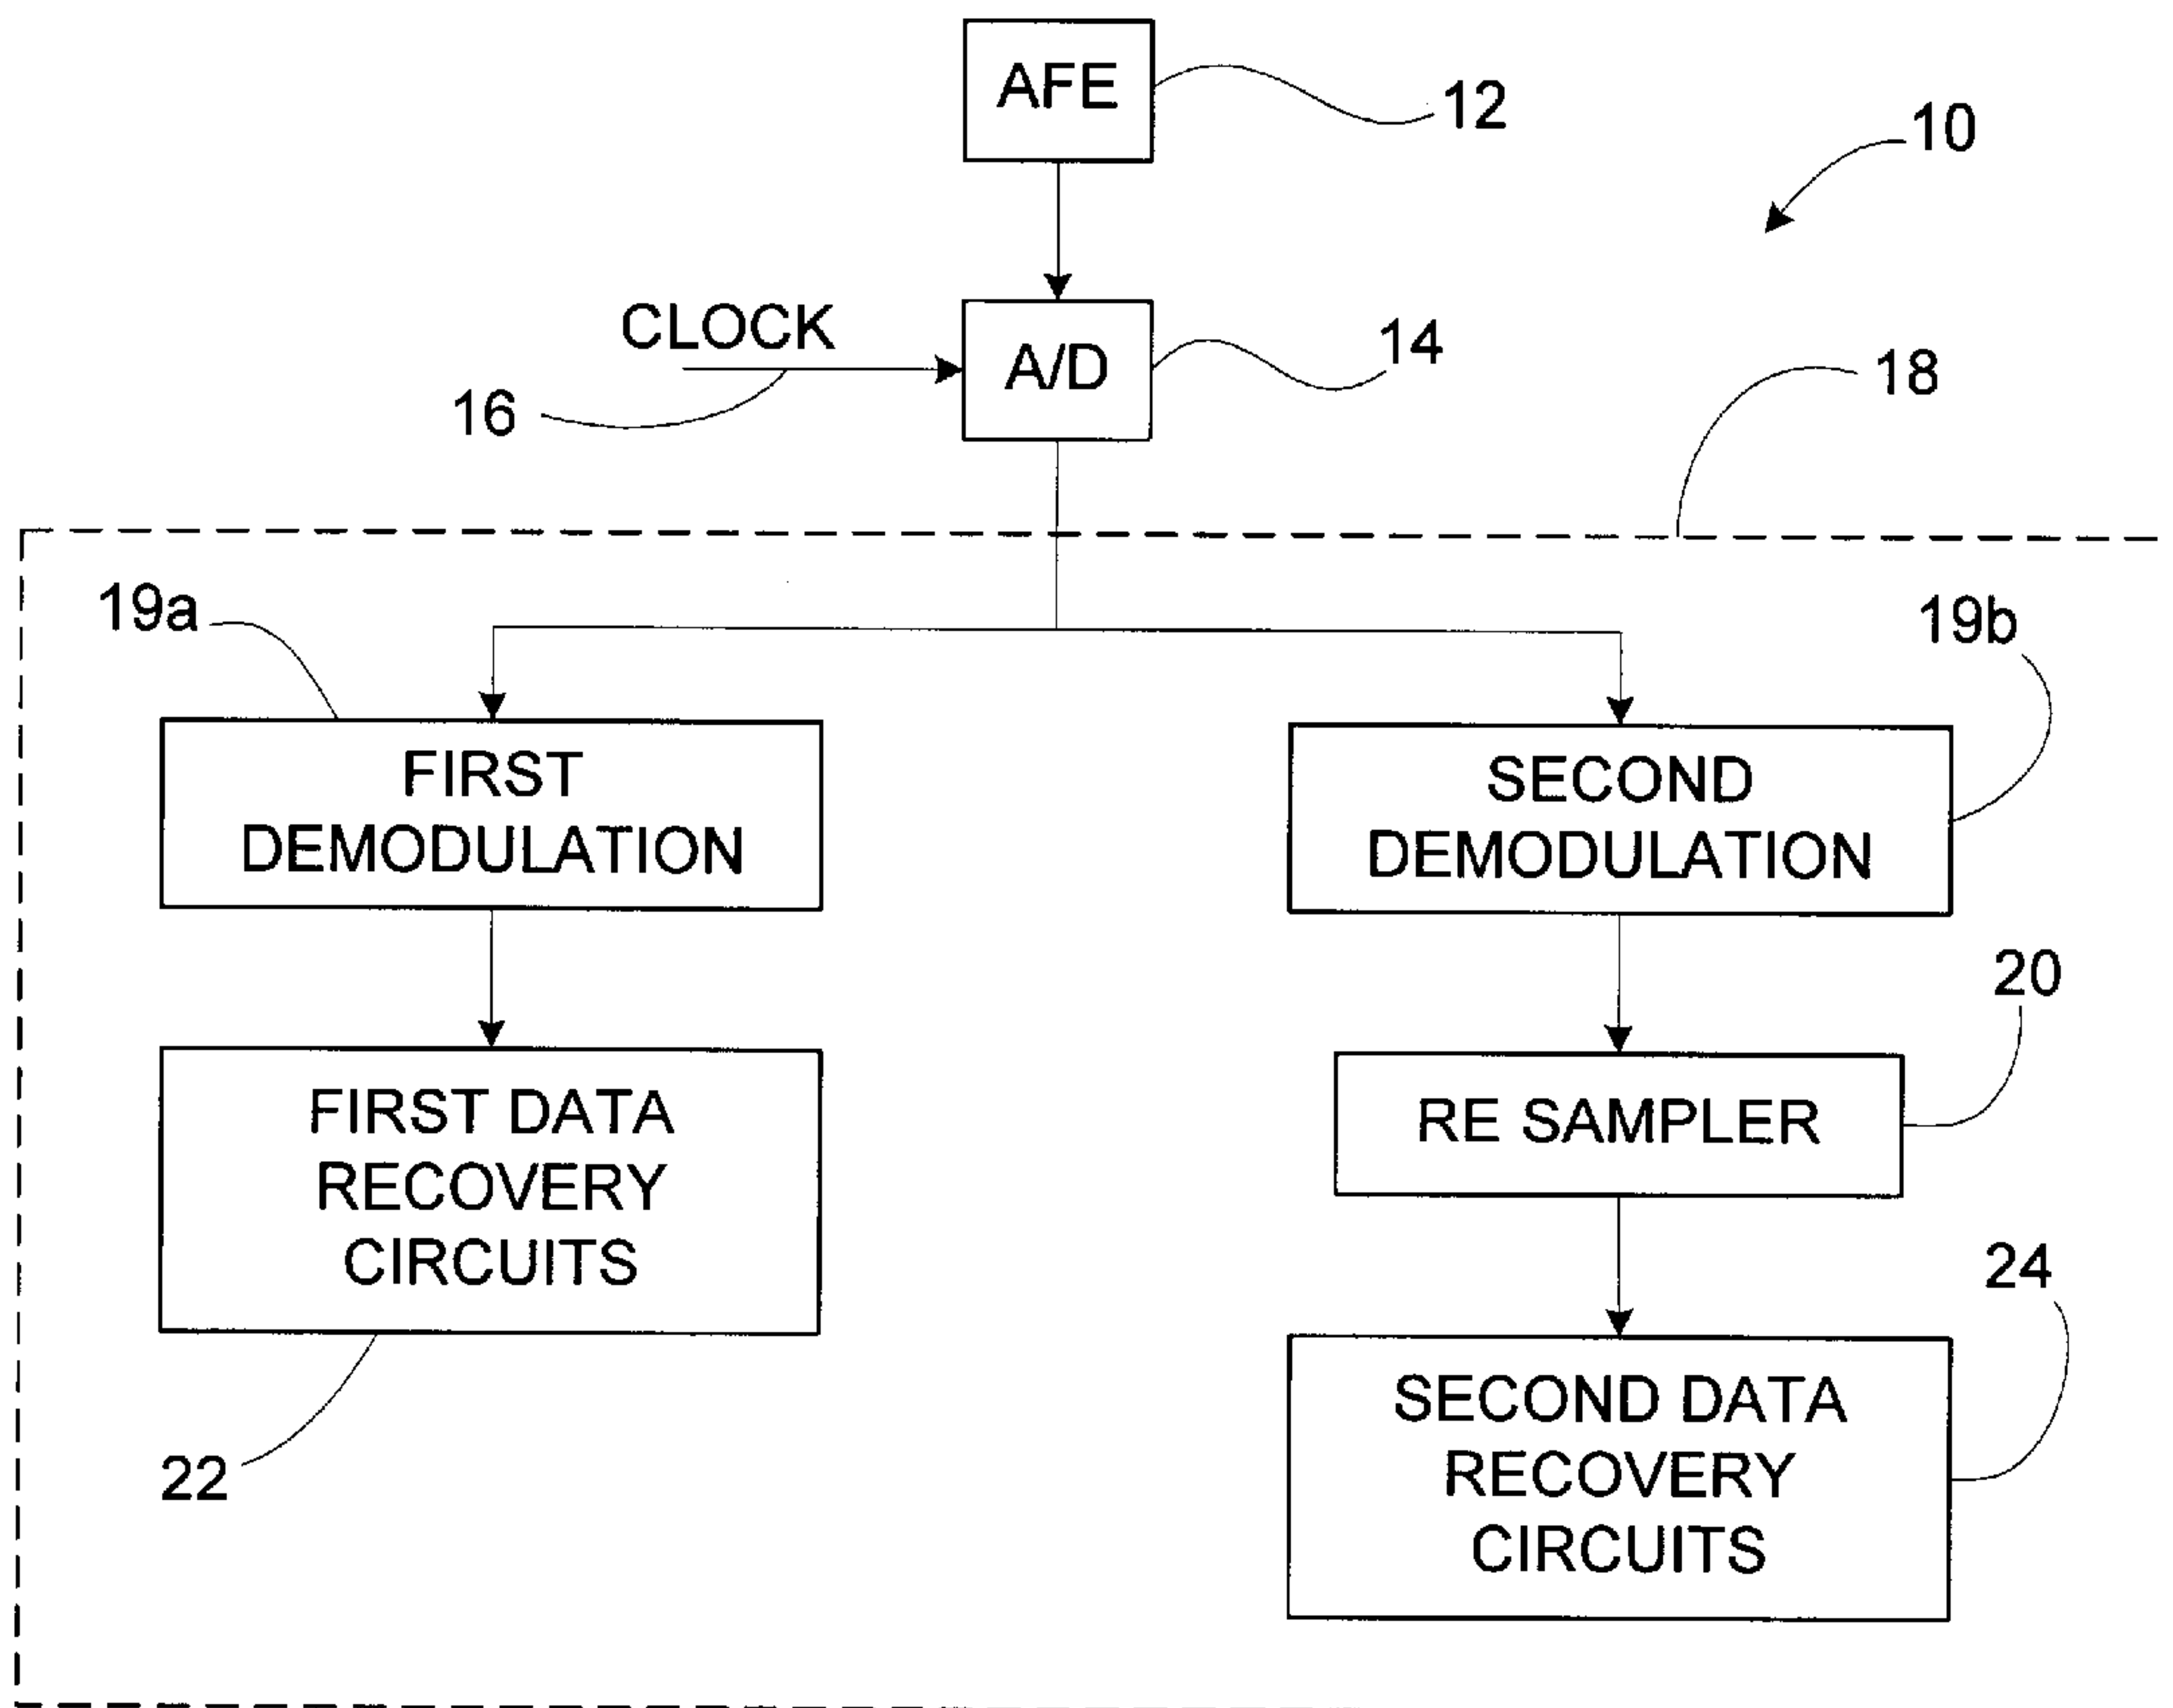 AFE
12
10
CLOCK
14
A/D
18
16
19a
19b
FIRST
DEMODULATION
SECOND
DEMODULATION
20
FIRST DATA
RECOVERY
CIRCUITS
RE SAMPLER
24
22
SECOND DATA
RECOVERY
CIRCUITS